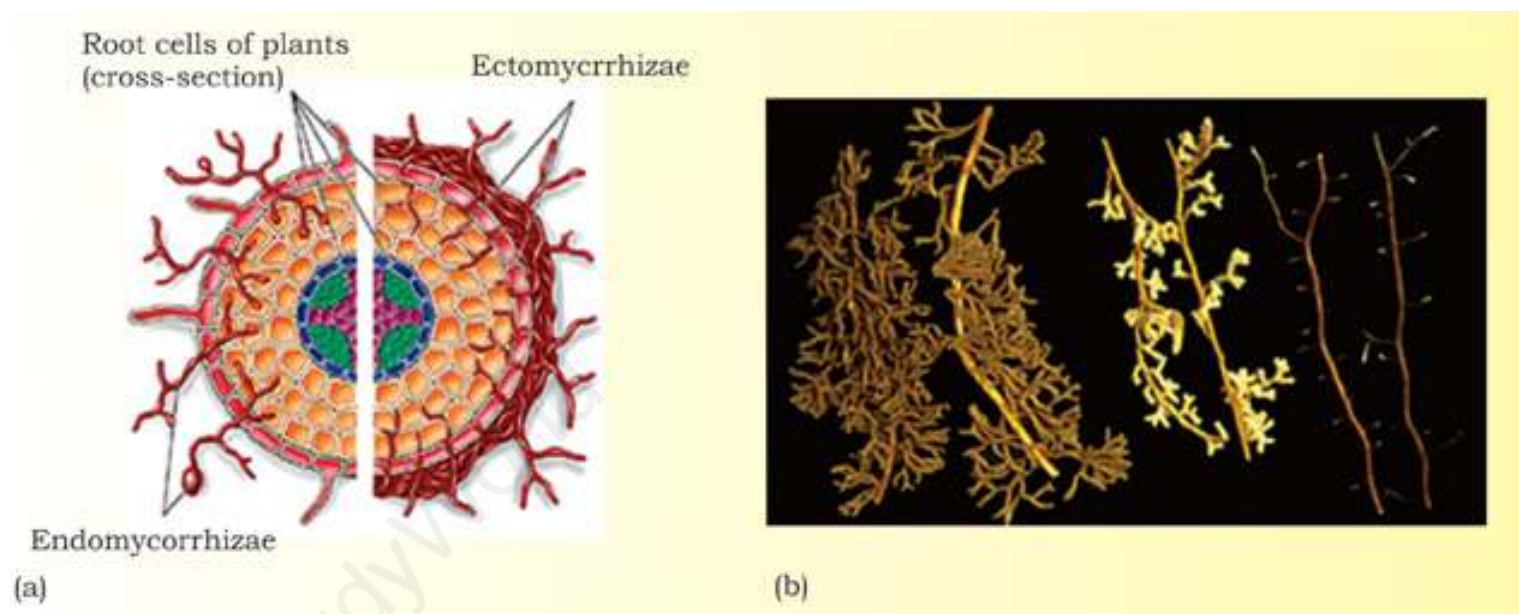 Root cells of plants
(cross-section)
Ectomycrrhizae
Endomycorrhizae
(a)
(b)